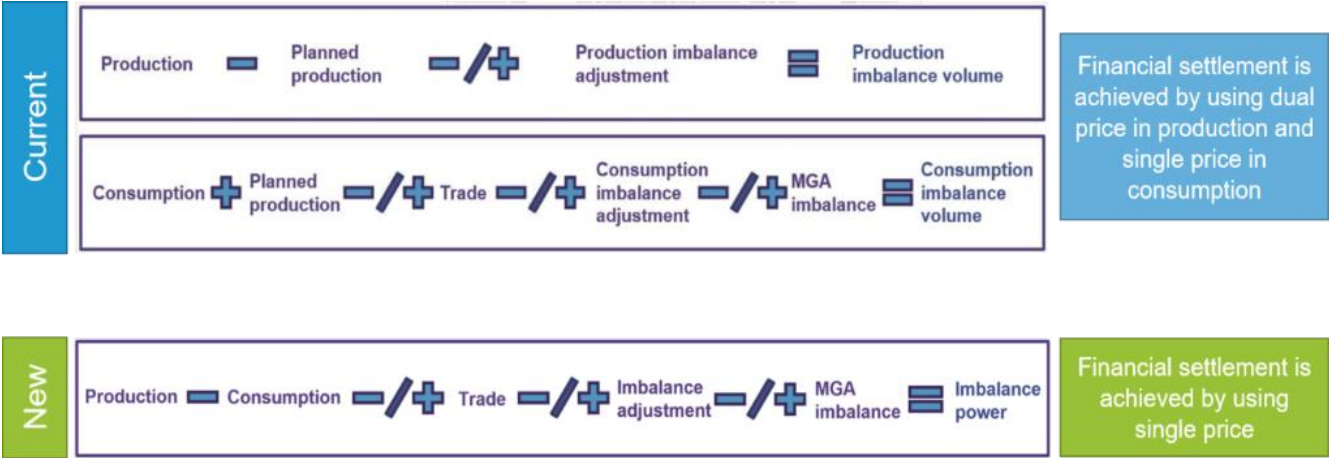 Current
Production
Planned
production
Production imbalance
adjustment
Production
imbalance volume
Consumption
Planned
production
Trade
Consumption
imbalance
adjustment
MGA
imbalance
Consumption
imbalance
volume
Financial settlement is
achieved by using dual
price in production and
single price in
consumption
New
Production
Consumption
Trade
Imbalance
adjustment
MGA
imbalance
Imbalance
power
Financial settlement is
achieved by using
single price